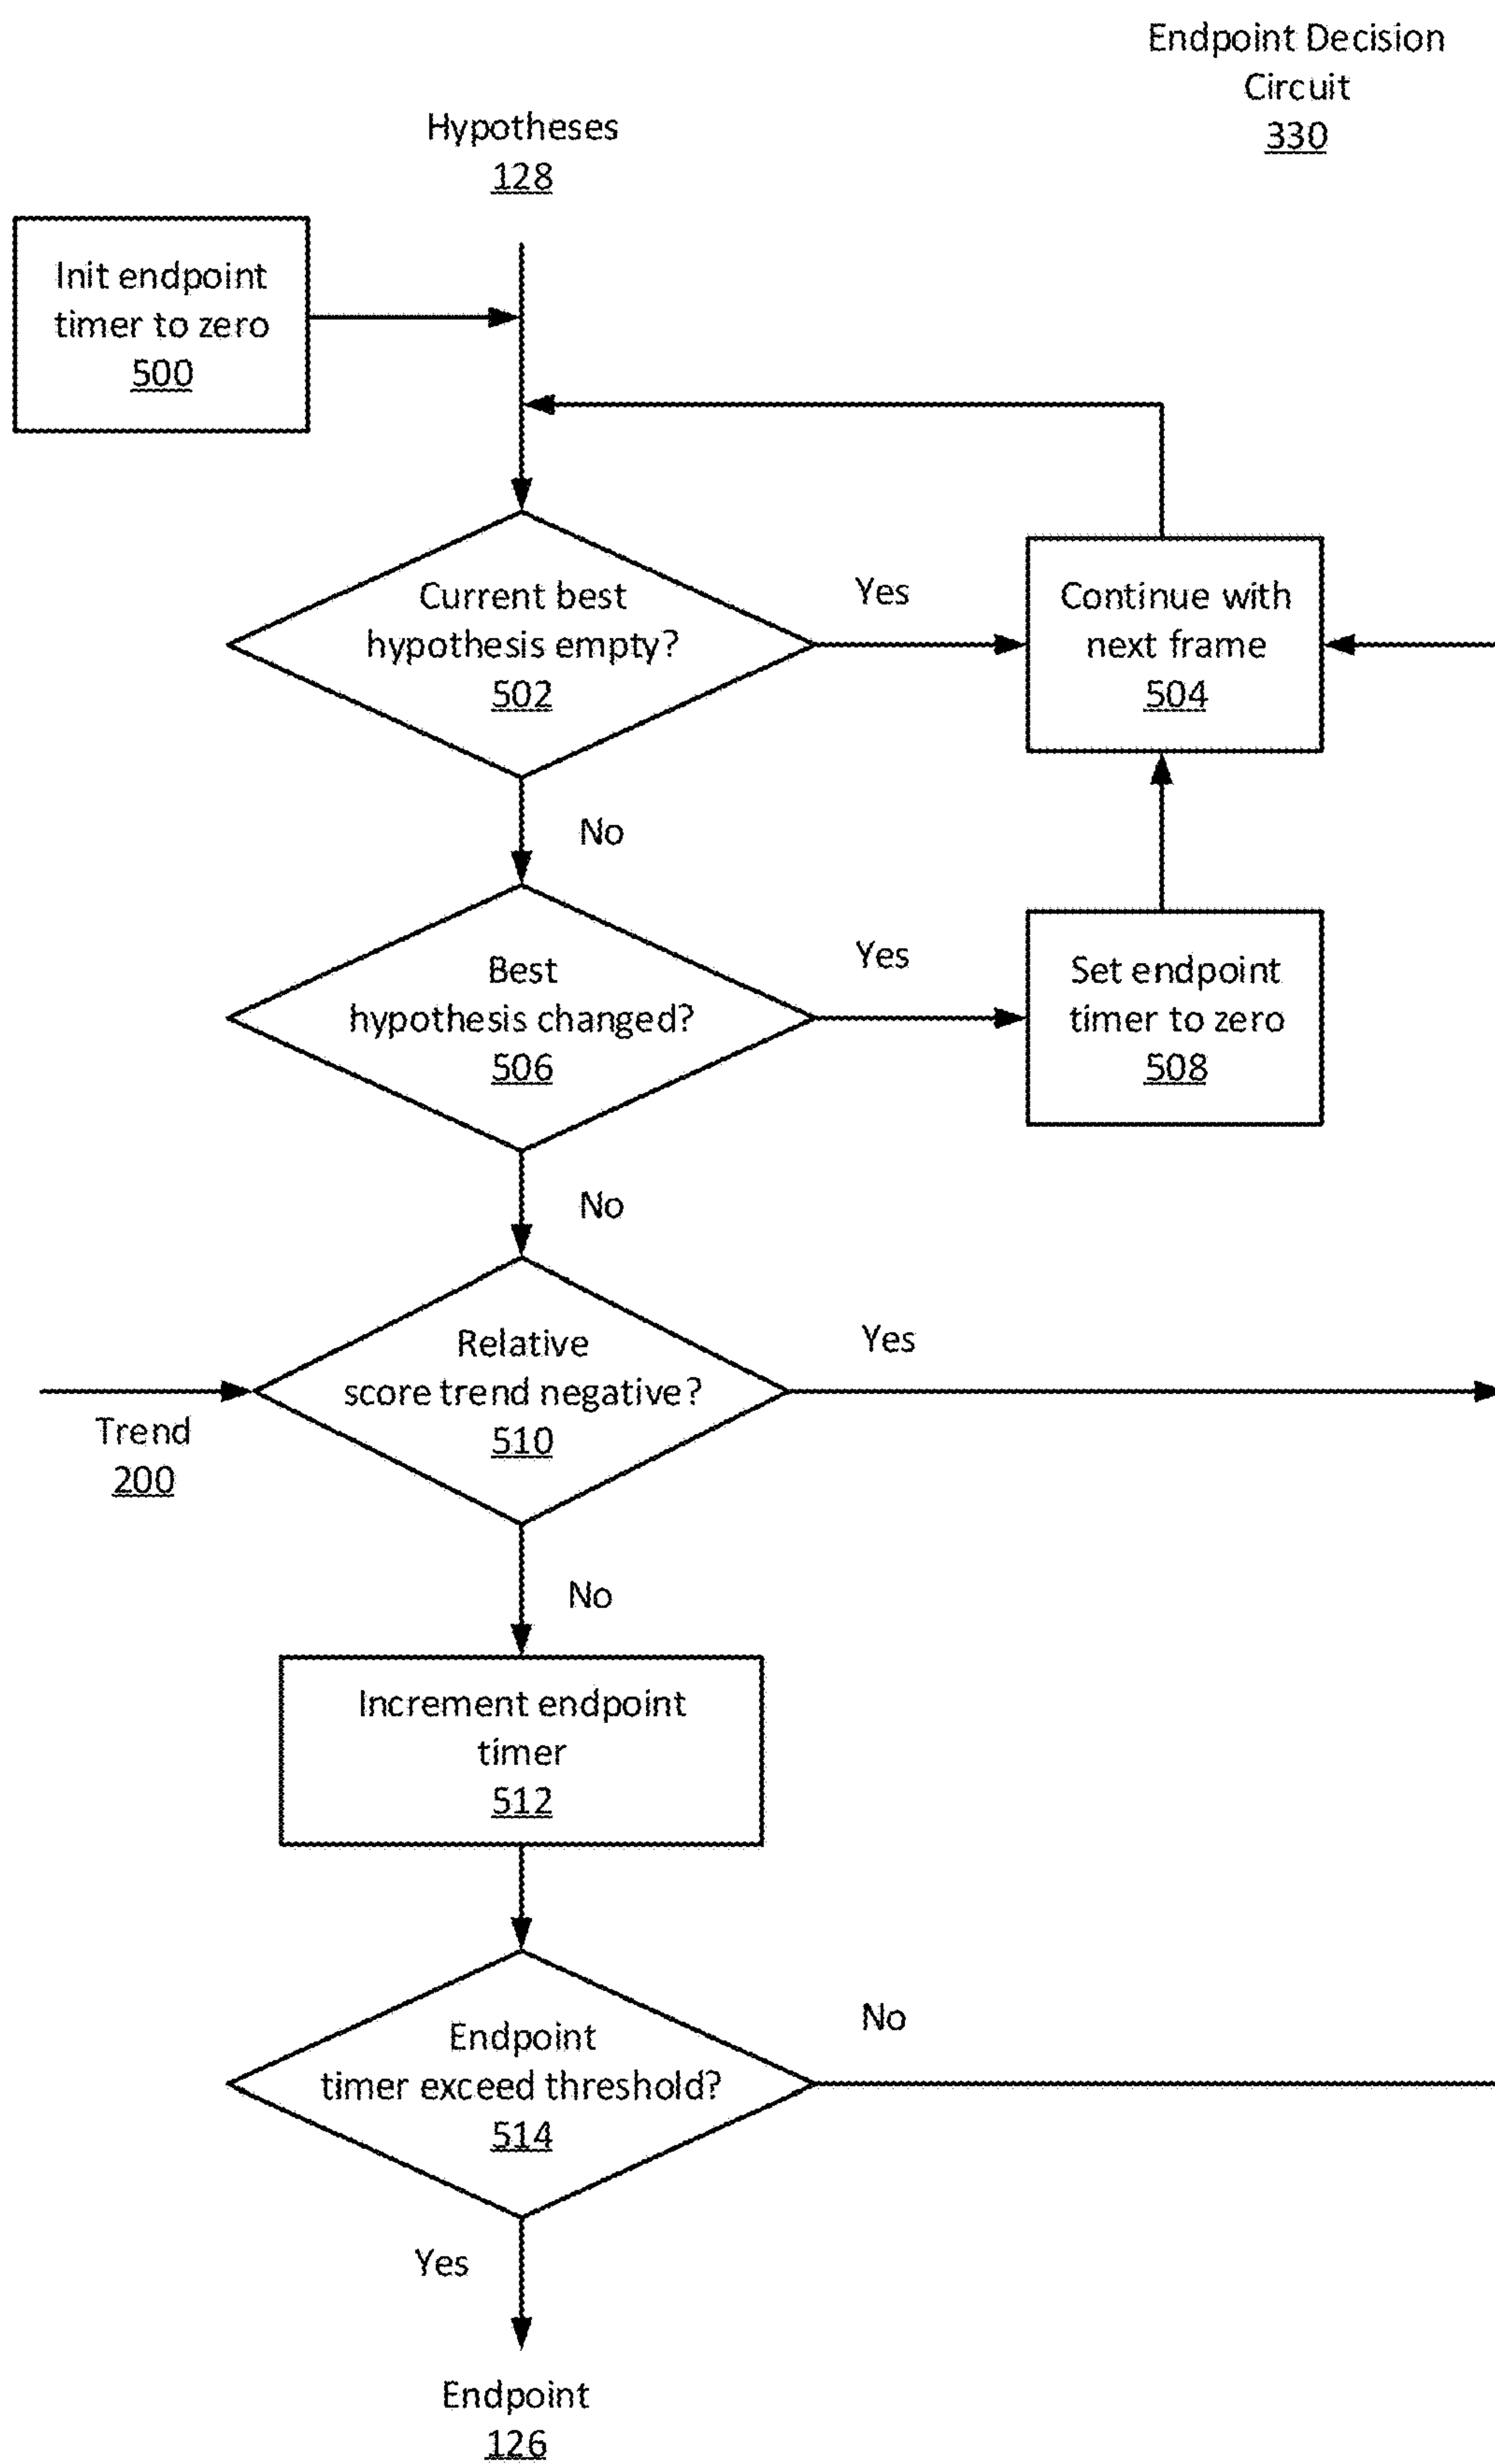 Endpoint Decision
Circuit
330
Hypotheses
128
Init endpoint
timer to zero
500
Current best
hypothesis empty?
502
Yes
Continue with
next frame
504
No
Best
hypothesis changed?
506
Yes
Set endpoint
timer to zero
508
No
Relative
score trend negative?
510
Yes
Trend
200
No
Increment endpoint
timer
512
Endpoint
timer exceed threshold?
514
No
Yes
Endpoint
126